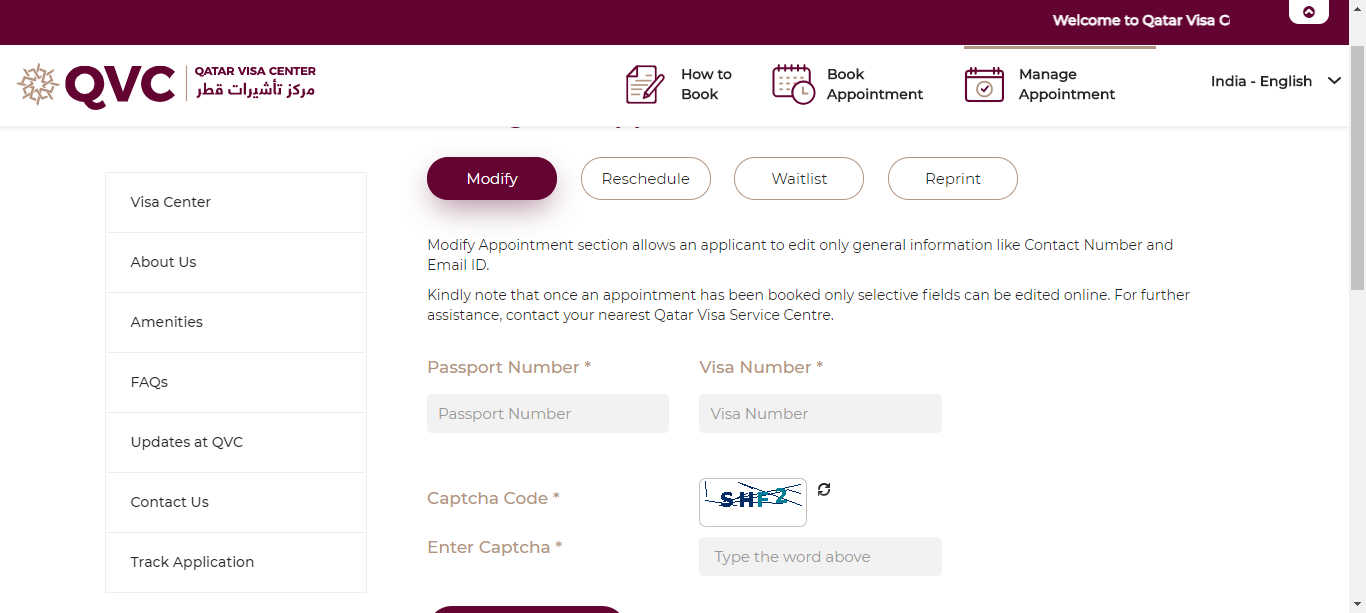 Welcome to Qatar Visa
QVC
QATAR VISA CENTER
مركز تأشيرات قطر
How to
Book
Book
Appointment
Manage
Appointment
India - English
Visa Center
About Us
Amenities
FAQs
Updates at QVC
Contact Us
Track Application
Modify
Reschedule
Waitlist
Reprint
Modify Appointment section allows an applicant to edit only general information like Contact Number and
Email ID.
Kindly note that once an appointment has been booked only selective fields can be edited online. For further
assistance, contact your nearest Qatar Visa Service Centre.
Passport Number *
Visa Number *
Passport Number
Visa Number
Captcha Code *
Enter Captcha *
Type the word above